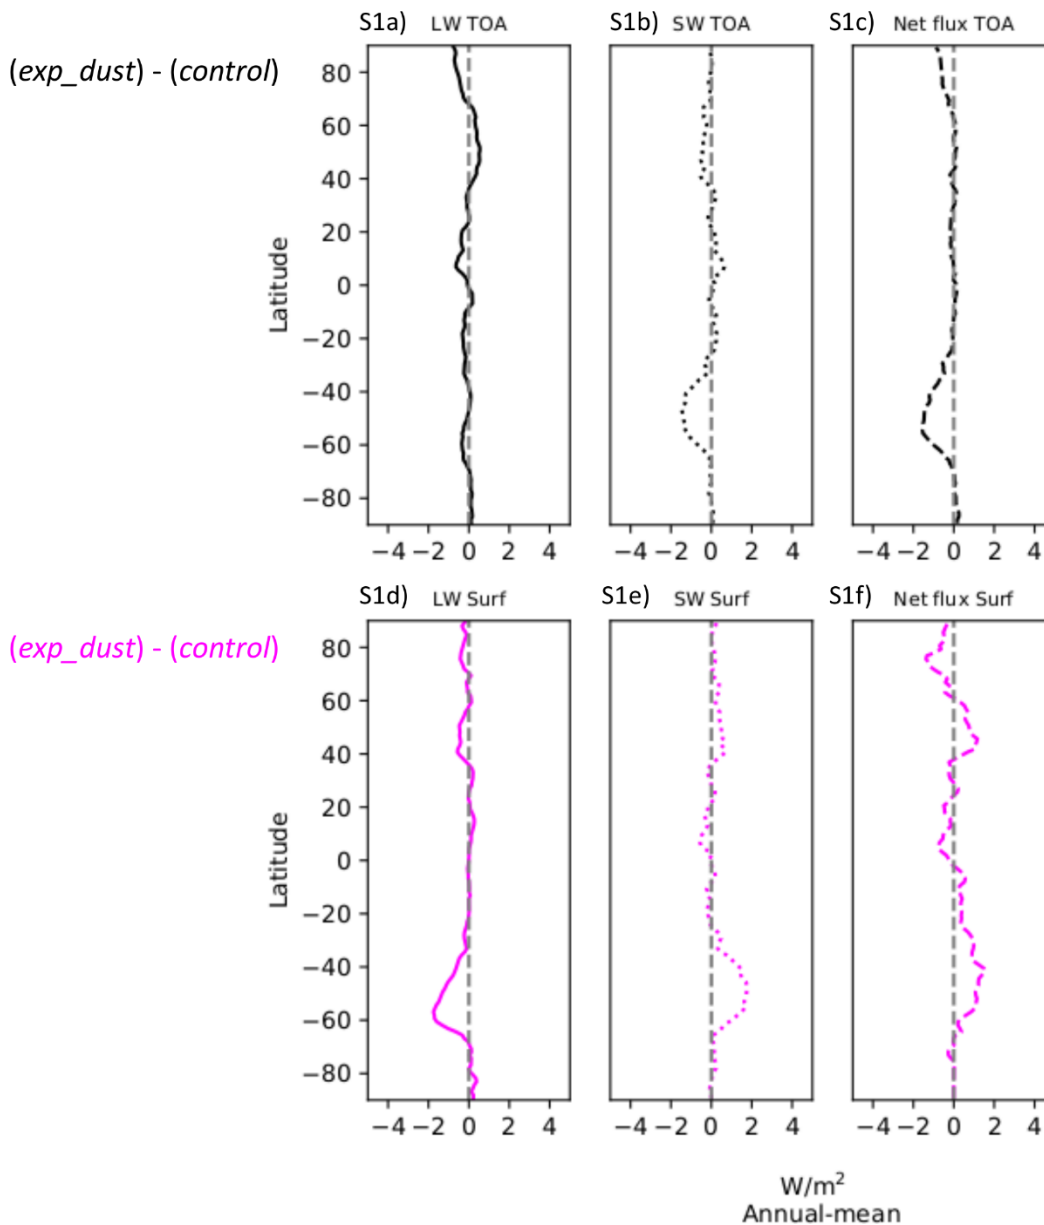 S1a) LW TOA
S1b) SW TOA
S1c) Net flux TOA
(exp_dust) - (control)
Latitude
80
60
40
20
0
−20
−40
−60
−80
−4 −2 0 2 4
−4 −2 0 2 4
−4 −2 0 2 4
S1d) LW Surf
S1e) SW Surf
S1f) Net flux Surf
(exp_dust) - (control)
Latitude
80
60
40
20
0
−20
−40
−60
−80
−4 −2 0 2 4
−4 −2 0 2 4
−4 −2 0 2 4
W/m²
Annual-mean